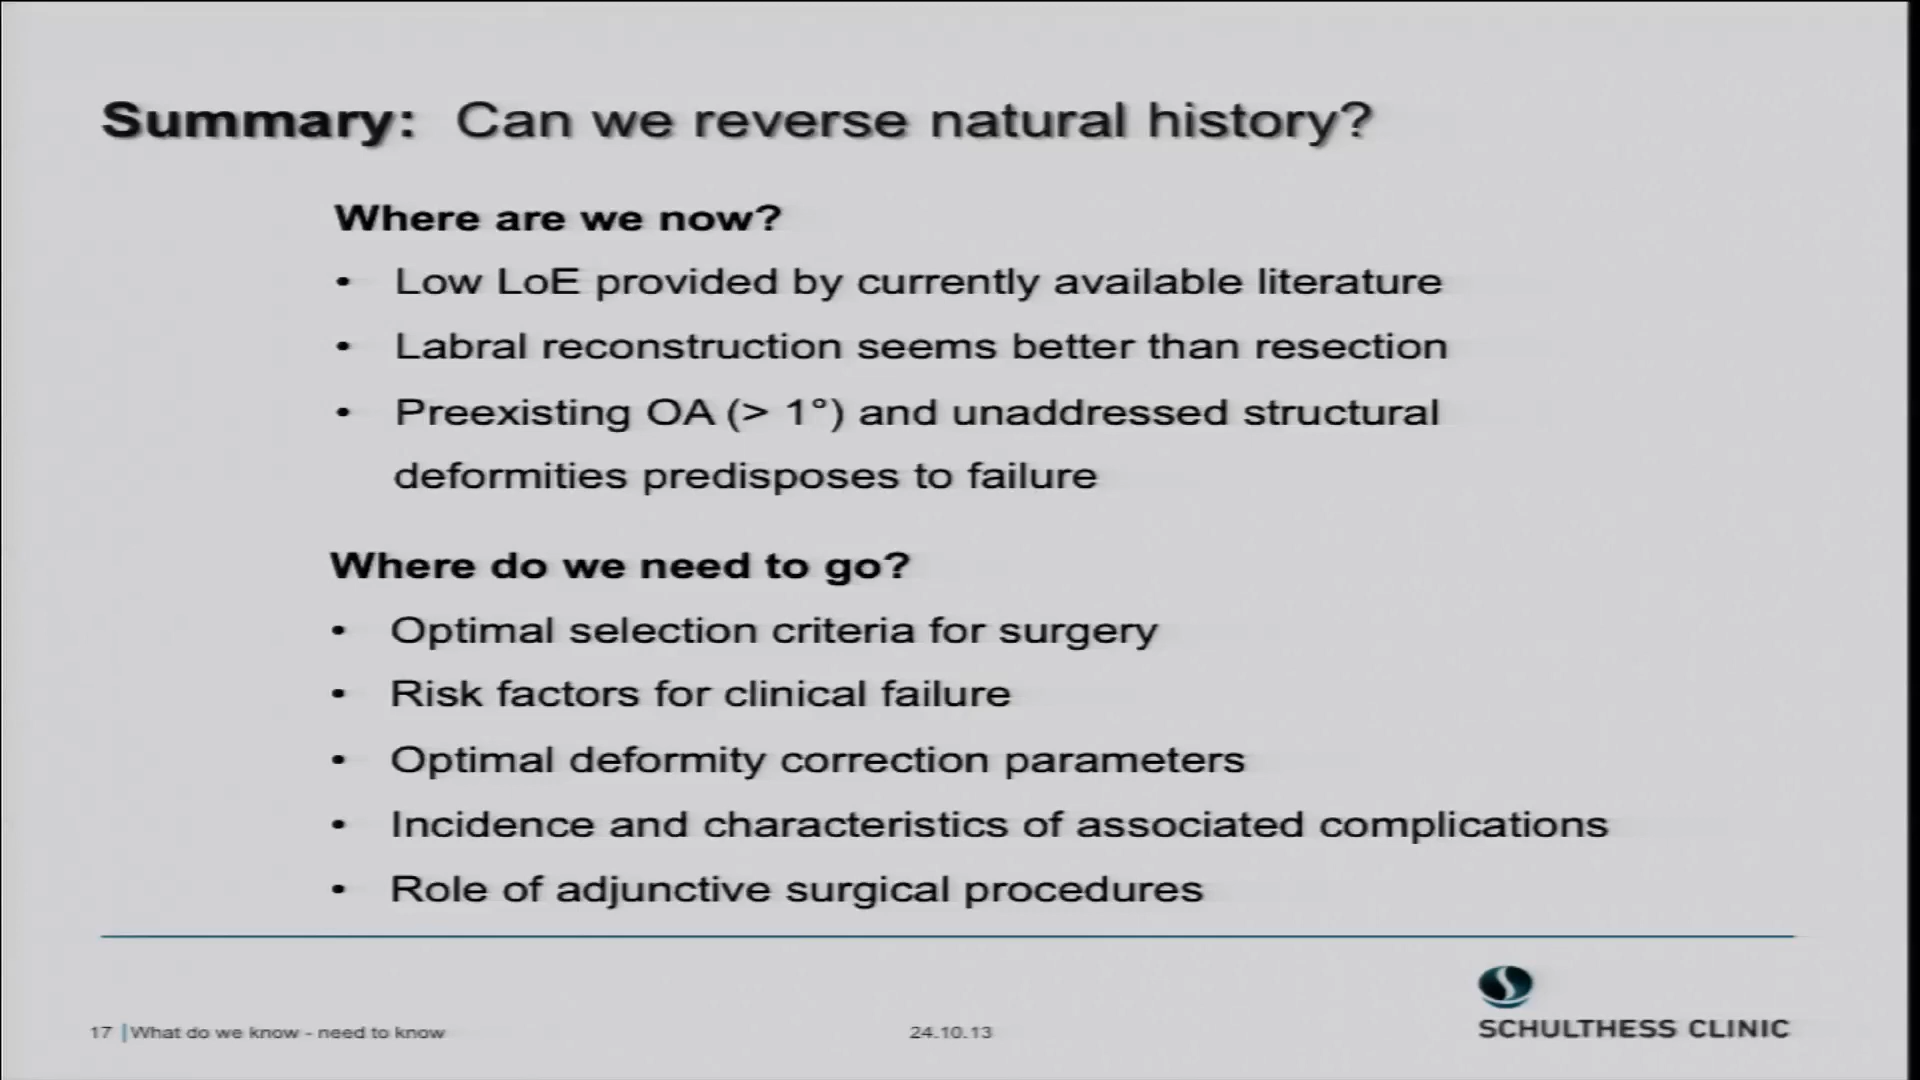 Summary: Can we reverse natural history?
Where are we now?
• Low LoE provided by currently available literature
• Labral reconstruction seems better than resection
• Preexisting OA (> 1°) and unaddressed structural
deformities predisposes to failure
Where do we need to go?
• Optimal selection criteria for surgery
• Risk factors for clinical failure
• Optimal deformity correction parameters
• Incidence and characteristics of associated complications
• Role of adjunctive surgical procedures
17 | What do we know - need to know
24.10.13
SCHULTHESS CLINIC